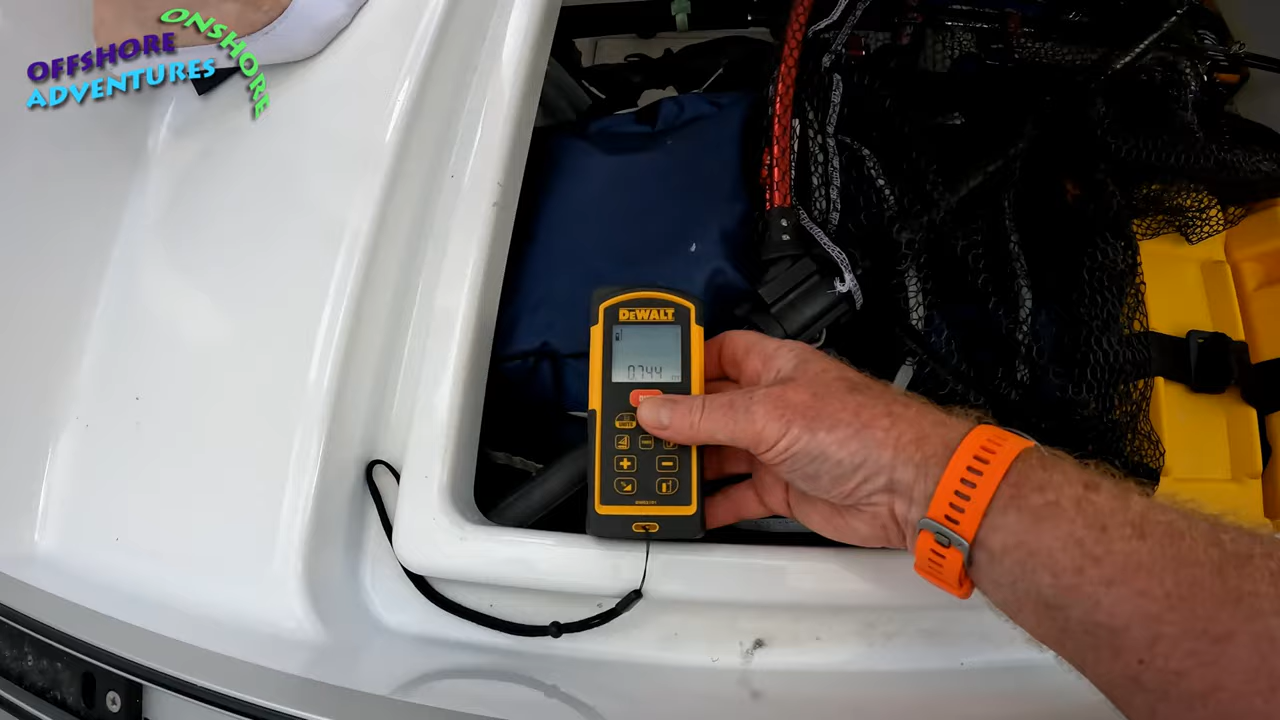 OFFSHORE
ONSHORE
ADVENTURES
DEWALT
0.744
UNITS